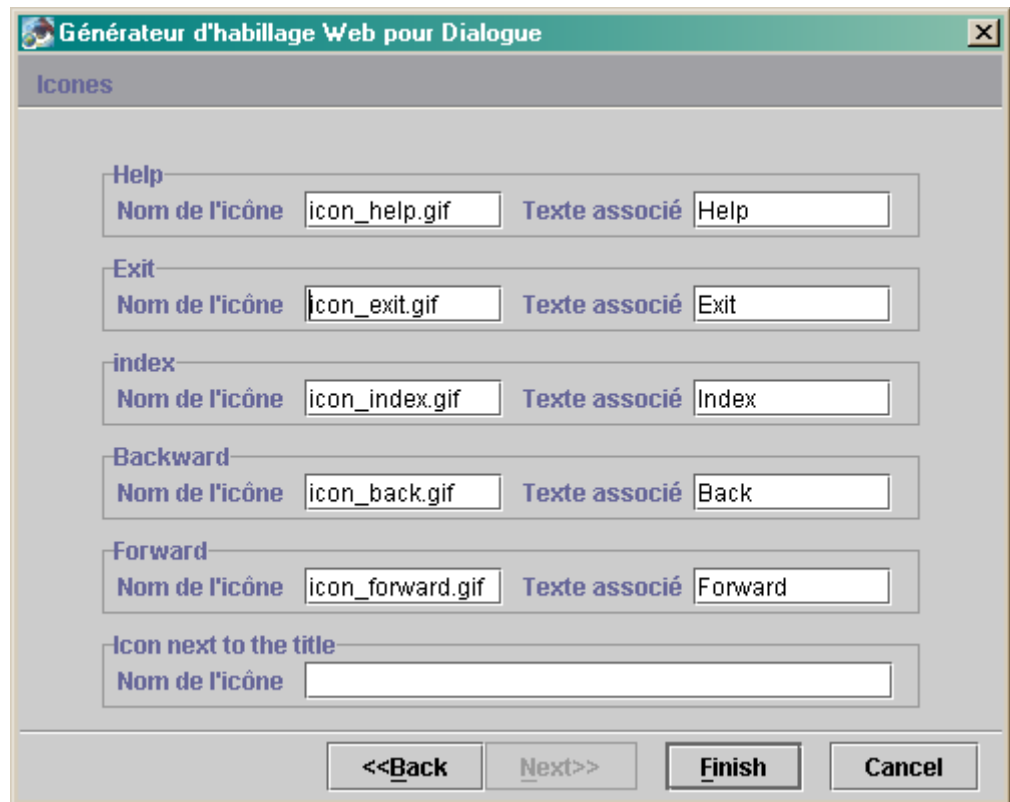 Générateur d'habillage Web pour Dialogue
Icones
Help
Nom de l'icône icon_help.gif Texte associé Help
Exit
Nom de l'icône icon_exit.gif Texte associé Exit
index
Nom de l'icône icon_index.gif Texte associé Index
Backward
Nom de l'icône icon_back.gif Texte associé Back
Forward
Nom de l'icône icon_forward.gif Texte associé Forward
Icon next to the title
Nom de l'icône
<<Back Next>> Finish Cancel